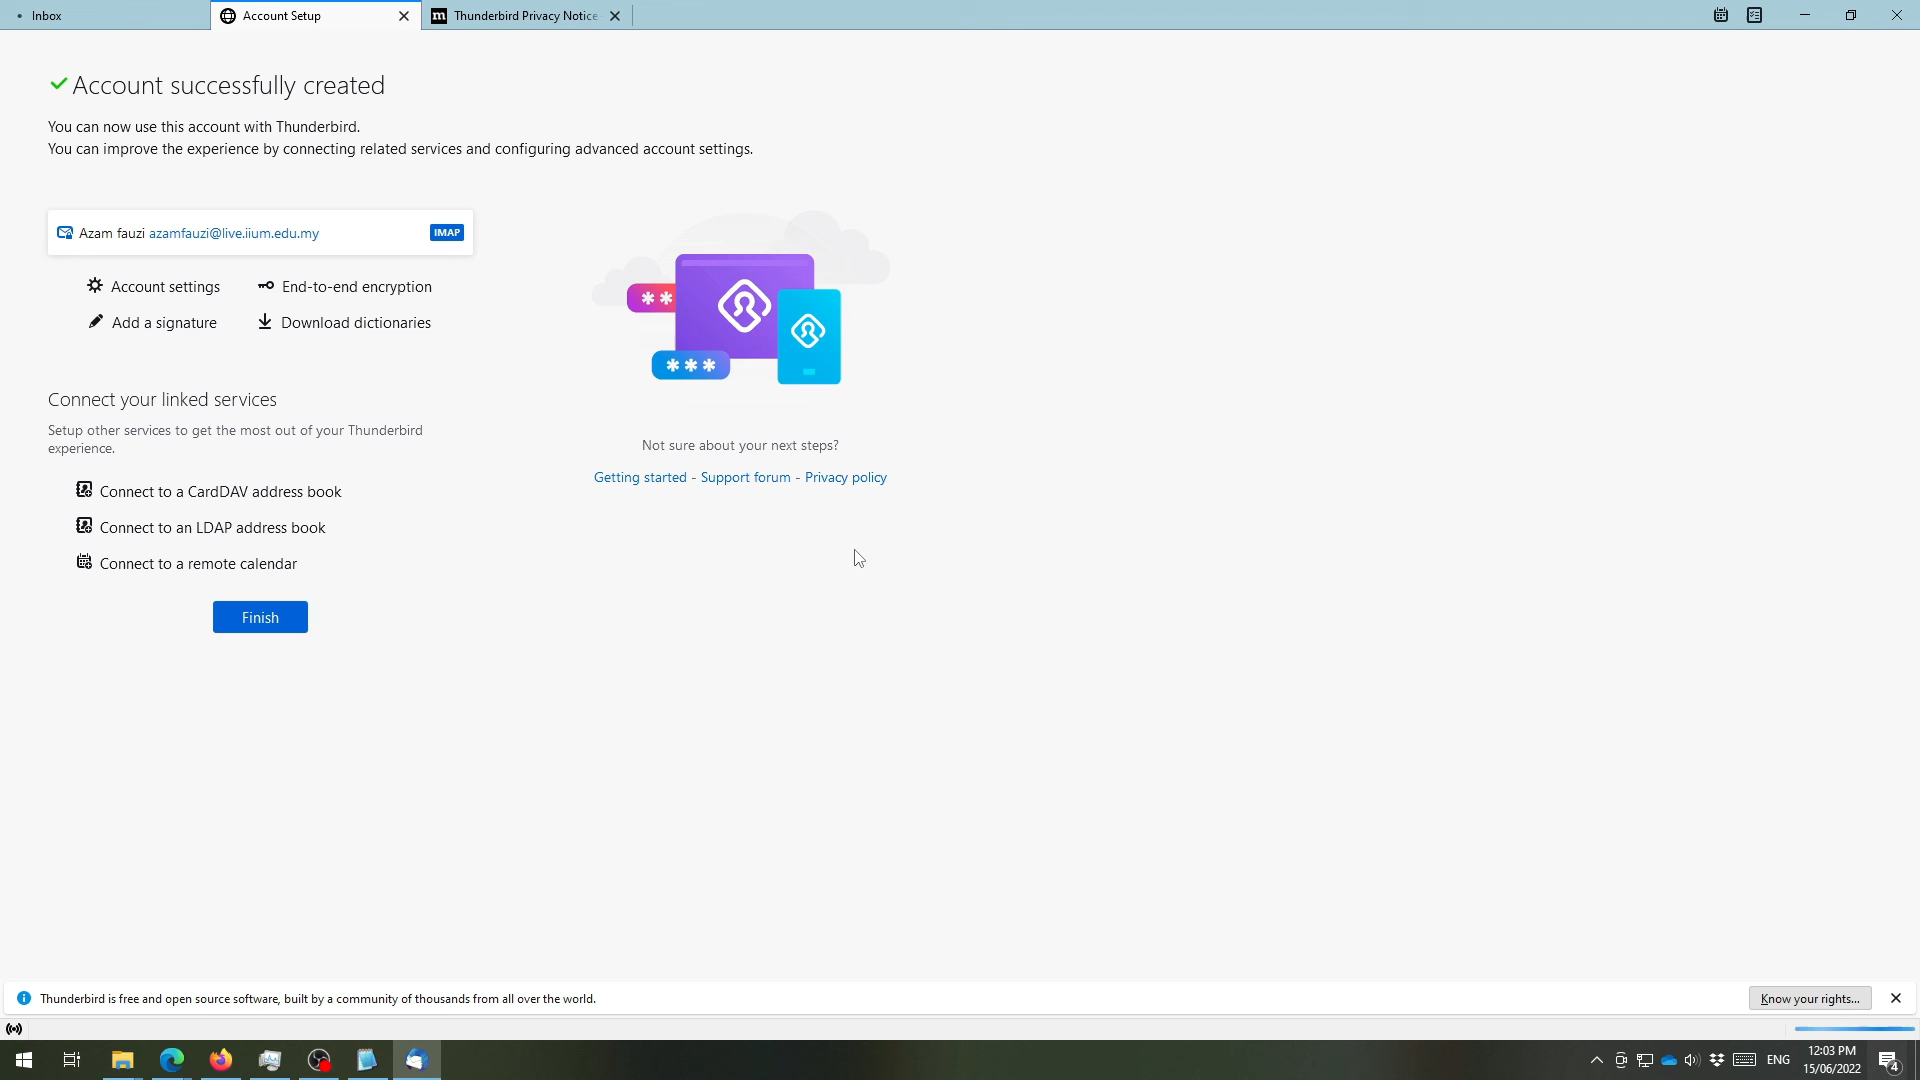 Inbox
Account Setup
Thunderbird Privacy Notice
Account successfully created
You can now use this account with Thunderbird.
You can improve the experience by connecting related services and configuring advanced account settings.
Azam fauzi azamfauzi@live.iium.edu.my IMAP
Account settings
End-to-end encryption
Add a signature
Download dictionaries
Connect your linked services
Setup other services to get the most out of your Thunderbird
experience.
Connect to a CardDAV address book
Connect to an LDAP address book
Connect to a remote calendar
Finish
***
Not sure about your next steps?
Getting started - Support forum - Privacy policy
Thunderbird is free and open source software, built by a community of thousands from all over the world.
Know your rights...
ENG
12:03 PM
15/06/2022
4